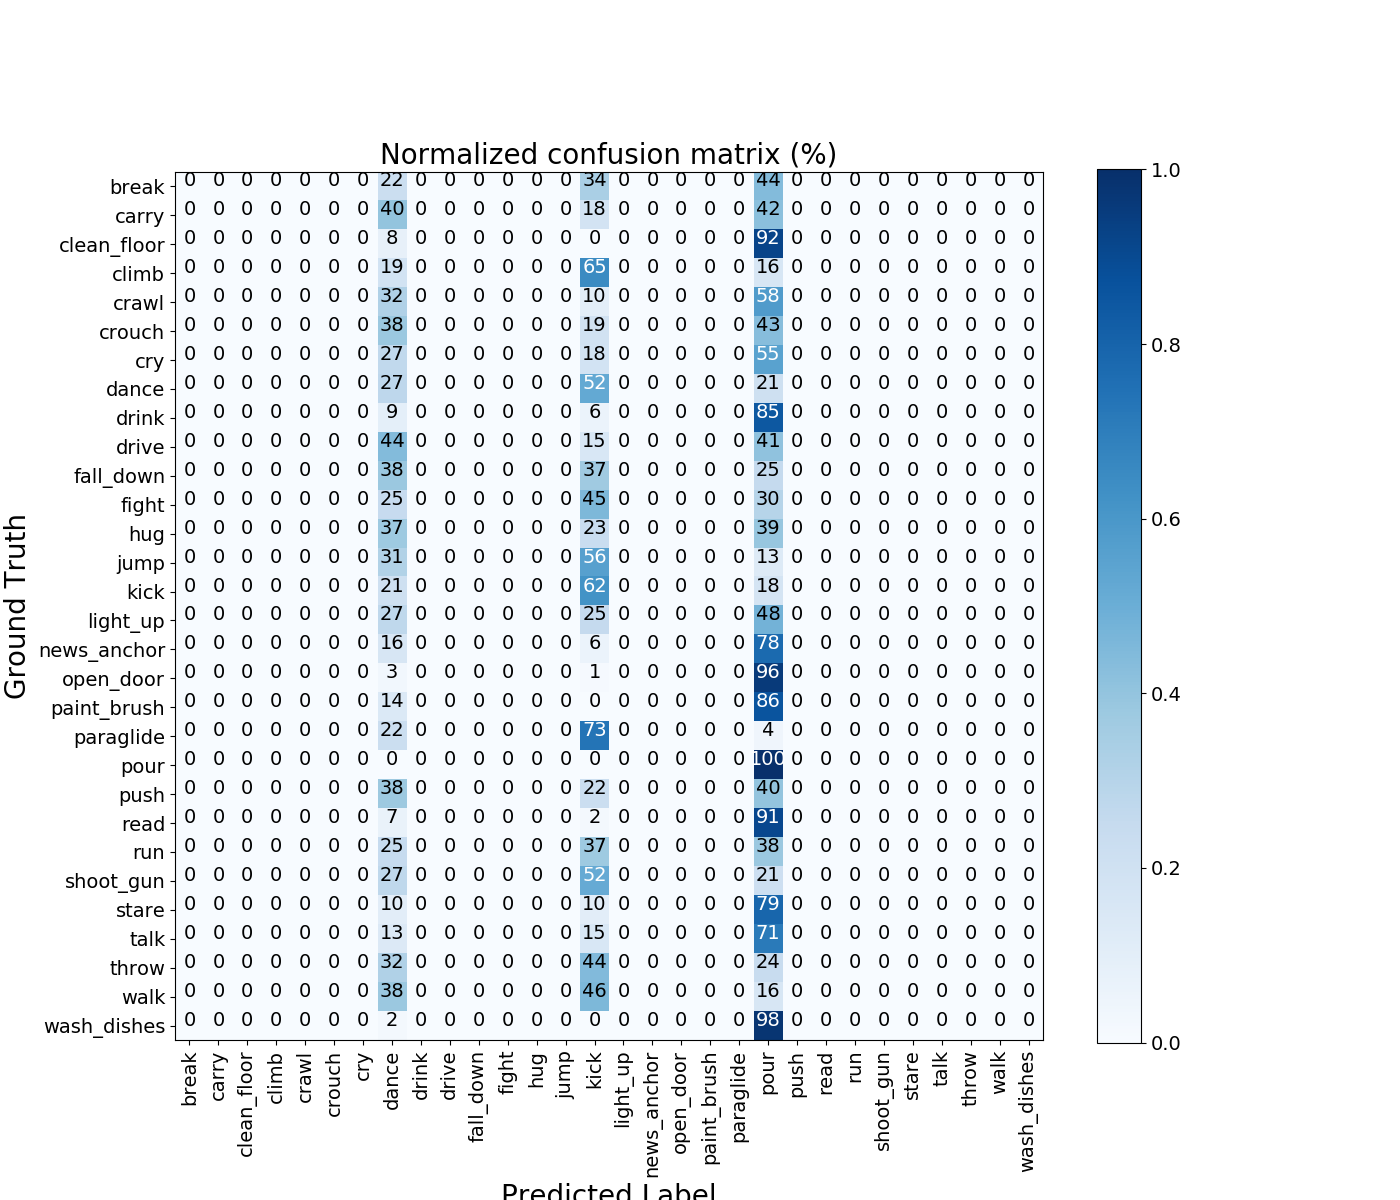 Normalized confusion matrix (%)
break 0 0 0 0 0 0 0 22 0 0 0 0 0 0 34 0 0 0 0 0 44 0 0 0 0 0 0 0 0 0
carry 0 0 0 0 0 0 0 40 0 0 0 0 0 0 18 0 0 0 0 0 42 0 0 0 0 0 0 0 0 0
clean_floor 0 0 0 0 0 0 0 8 0 0 0 0 0 0 0 0 0 0 0 0 92 0 0 0 0 0 0 0 0 0
climb 0 0 0 0 0 0 0 19 0 0 0 0 0 0 65 0 0 0 0 0 16 0 0 0 0 0 0 0 0 0
crawl 0 0 0 0 0 0 0 32 0 0 0 0 0 0 10 0 0 0 0 0 58 0 0 0 0 0 0 0 0 0
crouch 0 0 0 0 0 0 0 38 0 0 0 0 0 0 19 0 0 0 0 0 43 0 0 0 0 0 0 0 0 0
cry 0 0 0 0 0 0 0 27 0 0 0 0 0 0 18 0 0 0 0 0 55 0 0 0 0 0 0 0 0 0
dance 0 0 0 0 0 0 0 27 0 0 0 0 0 0 52 0 0 0 0 0 21 0 0 0 0 0 0 0 0 0
drink 0 0 0 0 0 0 0 9 0 0 0 0 0 0 6 0 0 0 0 0 85 0 0 0 0 0 0 0 0 0
drive 0 0 0 0 0 0 0 44 0 0 0 0 0 0 15 0 0 0 0 0 41 0 0 0 0 0 0 0 0 0
fall_down 0 0 0 0 0 0 0 38 0 0 0 0 0 0 37 0 0 0 0 0 25 0 0 0 0 0 0 0 0 0
fight 0 0 0 0 0 0 0 25 0 0 0 0 0 0 45 0 0 0 0 0 30 0 0 0 0 0 0 0 0 0
hug 0 0 0 0 0 0 0 37 0 0 0 0 0 0 23 0 0 0 0 0 39 0 0 0 0 0 0 0 0 0
jump 0 0 0 0 0 0 0 31 0 0 0 0 0 0 56 0 0 0 0 0 13 0 0 0 0 0 0 0 0 0
kick 0 0 0 0 0 0 0 21 0 0 0 0 0 0 62 0 0 0 0 0 18 0 0 0 0 0 0 0 0 0
light_up 0 0 0 0 0 0 0 27 0 0 0 0 0 0 25 0 0 0 0 0 48 0 0 0 0 0 0 0 0 0
news_anchor 0 0 0 0 0 0 0 16 0 0 0 0 0 0 6 0 0 0 0 0 78 0 0 0 0 0 0 0 0 0
open_door 0 0 0 0 0 0 0 3 0 0 0 0 0 0 1 0 0 0 0 0 96 0 0 0 0 0 0 0 0 0
paint_brush 0 0 0 0 0 0 0 14 0 0 0 0 0 0 0 0 0 0 0 0 86 0 0 0 0 0 0 0 0 0
paraglide 0 0 0 0 0 0 0 22 0 0 0 0 0 0 73 0 0 0 0 0 4 0 0 0 0 0 0 0 0 0
pour 0 0 0 0 0 0 0 0 0 0 0 0 0 0 0 0 0 0 0 0 100 0 0 0 0 0 0 0 0 0
push 0 0 0 0 0 0 0 38 0 0 0 0 0 0 22 0 0 0 0 0 40 0 0 0 0 0 0 0 0 0
read 0 0 0 0 0 0 0 7 0 0 0 0 0 0 2 0 0 0 0 0 91 0 0 0 0 0 0 0 0 0
run 0 0 0 0 0 0 0 25 0 0 0 0 0 0 37 0 0 0 0 0 38 0 0 0 0 0 0 0 0 0
shoot_gun 0 0 0 0 0 0 0 27 0 0 0 0 0 0 52 0 0 0 0 0 21 0 0 0 0 0 0 0 0 0
stare 0 0 0 0 0 0 0 10 0 0 0 0 0 0 10 0 0 0 0 0 79 0 0 0 0 0 0 0 0 0
talk 0 0 0 0 0 0 0 13 0 0 0 0 0 0 15 0 0 0 0 0 71 0 0 0 0 0 0 0 0 0
throw 0 0 0 0 0 0 0 32 0 0 0 0 0 0 44 0 0 0 0 0 24 0 0 0 0 0 0 0 0 0
walk 0 0 0 0 0 0 0 38 0 0 0 0 0 0 46 0 0 0 0 0 16 0 0 0 0 0 0 0 0 0
wash_dishes 0 0 0 0 0 0 0 2 0 0 0 0 0 0 0 0 0 0 0 0 98 0 0 0 0 0 0 0 0 0
break carry clean_floor climb crawl crouch cry dance drink drive fall_down fight hug jump kick light_up news_anchor open_door paint_brush paraglide pour push read run shoot_gun stare talk throw walk wash_dishes
Predicted Label
Ground Truth
1.0
0.8
0.6
0.4
0.2
0.0